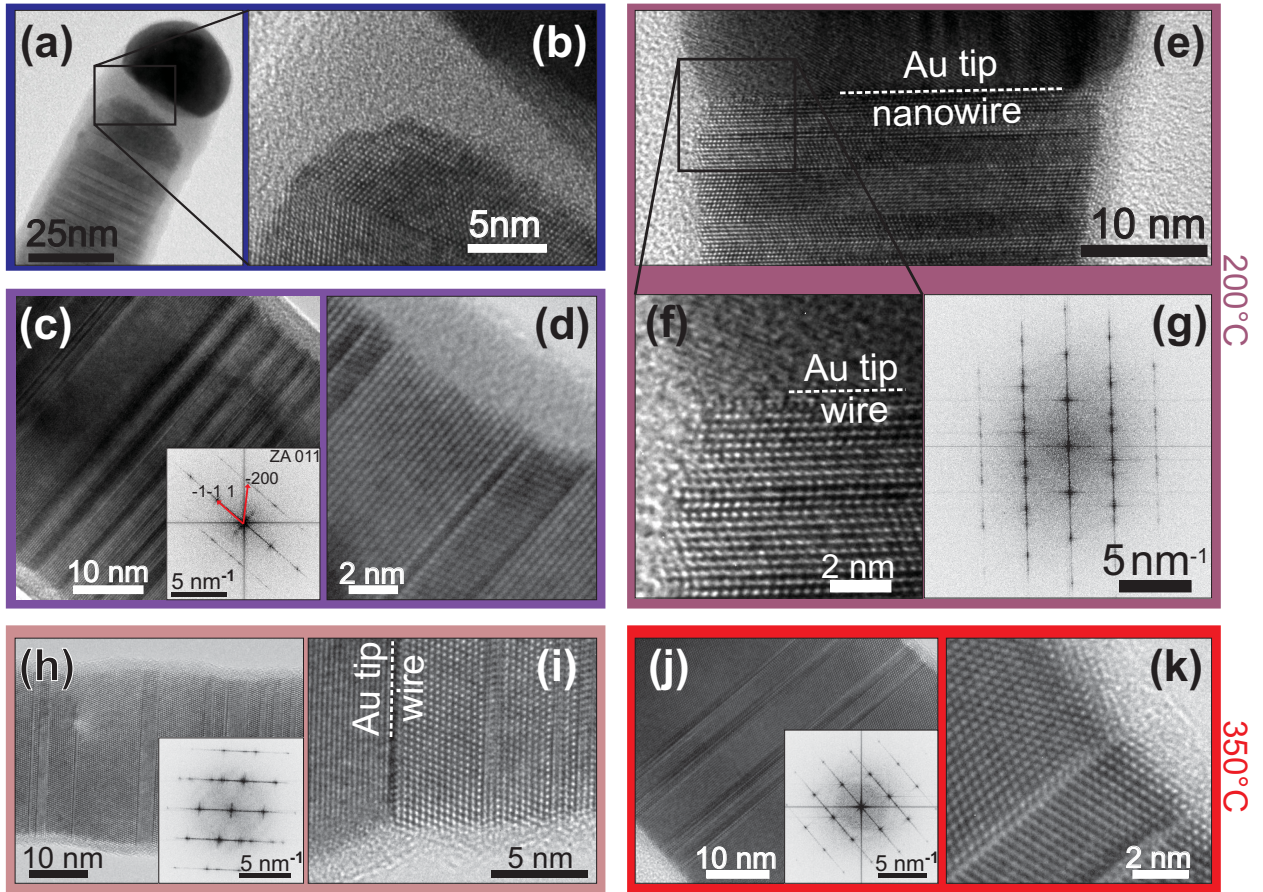 (a)
25nm
(b)
5nm
(c)
10 nm
ZA 011
-200
-1-1 1
5 nm-1
(d)
2 nm
(e)
Au tip
nanowire
10 nm
200°C
(f)
Au tip
wire
2 nm
(g)
5 nm-1
(h)
10 nm
5 nm-1
(i)
Au tip
wire
5 nm
(j)
10 nm
5 nm-1
(k)
2 nm
350°C